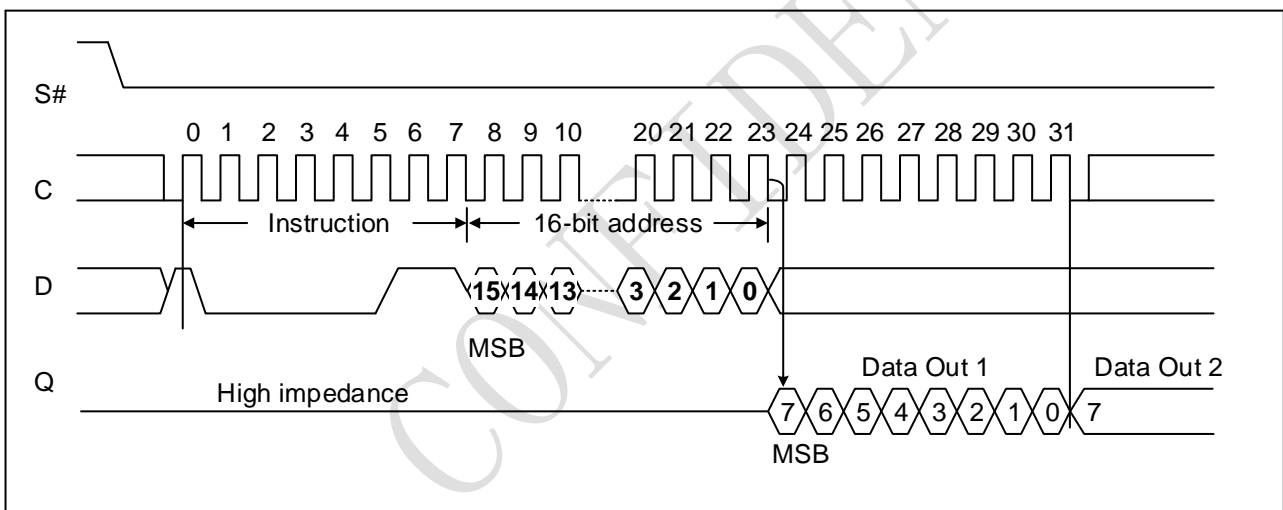 S#
0 1 2 3 4 5 6 7 8 9 10 20 21 22 23 24 25 26 27 28 29 30 31
C
Instruction 16-bit address
D 15 14 13 3 2 1 0
MSB
Data Out 1 Data Out 2
Q High impedance
7 6 5 4 3 2 1 0 7
MSB
CONFIDEN